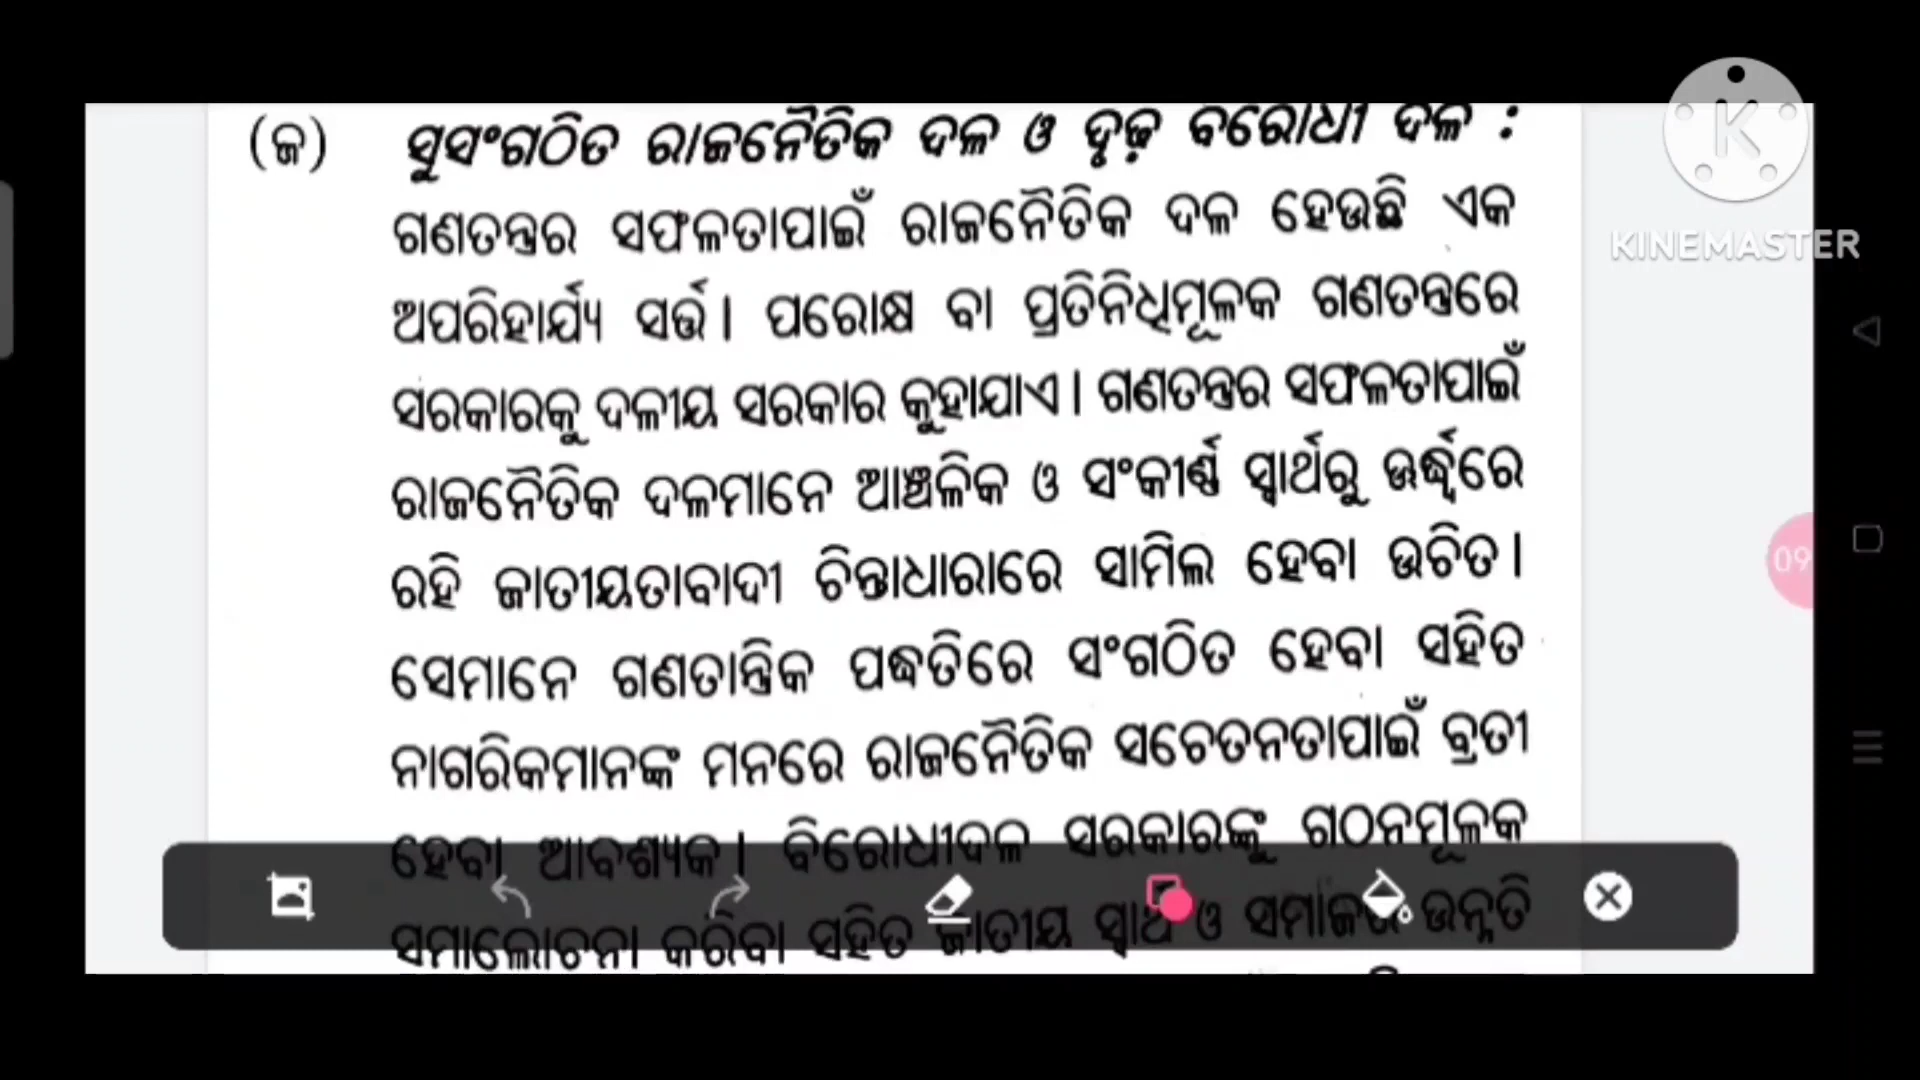 (ଜ) ସୁସଂଗଠିତ ରାଜନୈତିକ ଦଳ ଓ ଦୃଢ଼ ବିରୋଧୀ ଦଳ :
ଗଣତନ୍ତ୍ରର ସଫଳତାପାଇଁ ରାଜନୈତିକ ଦଳ ହେଉଛି ଏକ
ଅପରିହାର୍ଯ୍ୟ ସର୍ତ୍ତ। ପରୋକ୍ଷ ବା ପ୍ରତିନିଧିମୂଳକ ଗଣତନ୍ତ୍ରରେ
ସରକାରକୁ ଦଳୀୟ ସରକାର କୁହାଯାଏ। ଗଣତନ୍ତ୍ରର ସଫଳତାପାଇଁ
ରାଜନୈତିକ ଦଳମାନେ ଆଞ୍ଚଳିକ ଓ ସଂକୀର୍ଣ୍ଣ ସ୍ୱାର୍ଥରୁ ଊର୍ଦ୍ଧ୍ୱରେ
ରହି ଜାତୀୟତାବାଦୀ ଚିନ୍ତାଧାରାରେ ସାମିଲ ହେବା ଉଚିତ।
ସେମାନେ ଗଣତାନ୍ତ୍ରିକ ପଦ୍ଧତିରେ ସଂଗଠିତ ହେବା ସହିତ
ନାଗରିକମାନଙ୍କ ମନରେ ରାଜନୈତିକ ସଚେତନତାପାଇଁ ବ୍ରତୀ
ହେବା ଆବଶ୍ୟକ। ବିରୋଧୀଦଳ ସରକାରଙ୍କୁ ଗଠନମୂଳକ
ସମାଲୋଚନା କରିବା ସହିତ ଜାତୀୟ ସ୍ୱାର୍ଥ ଓ ସମାଜର ଉନ୍ନତି
KINEMASTER
09